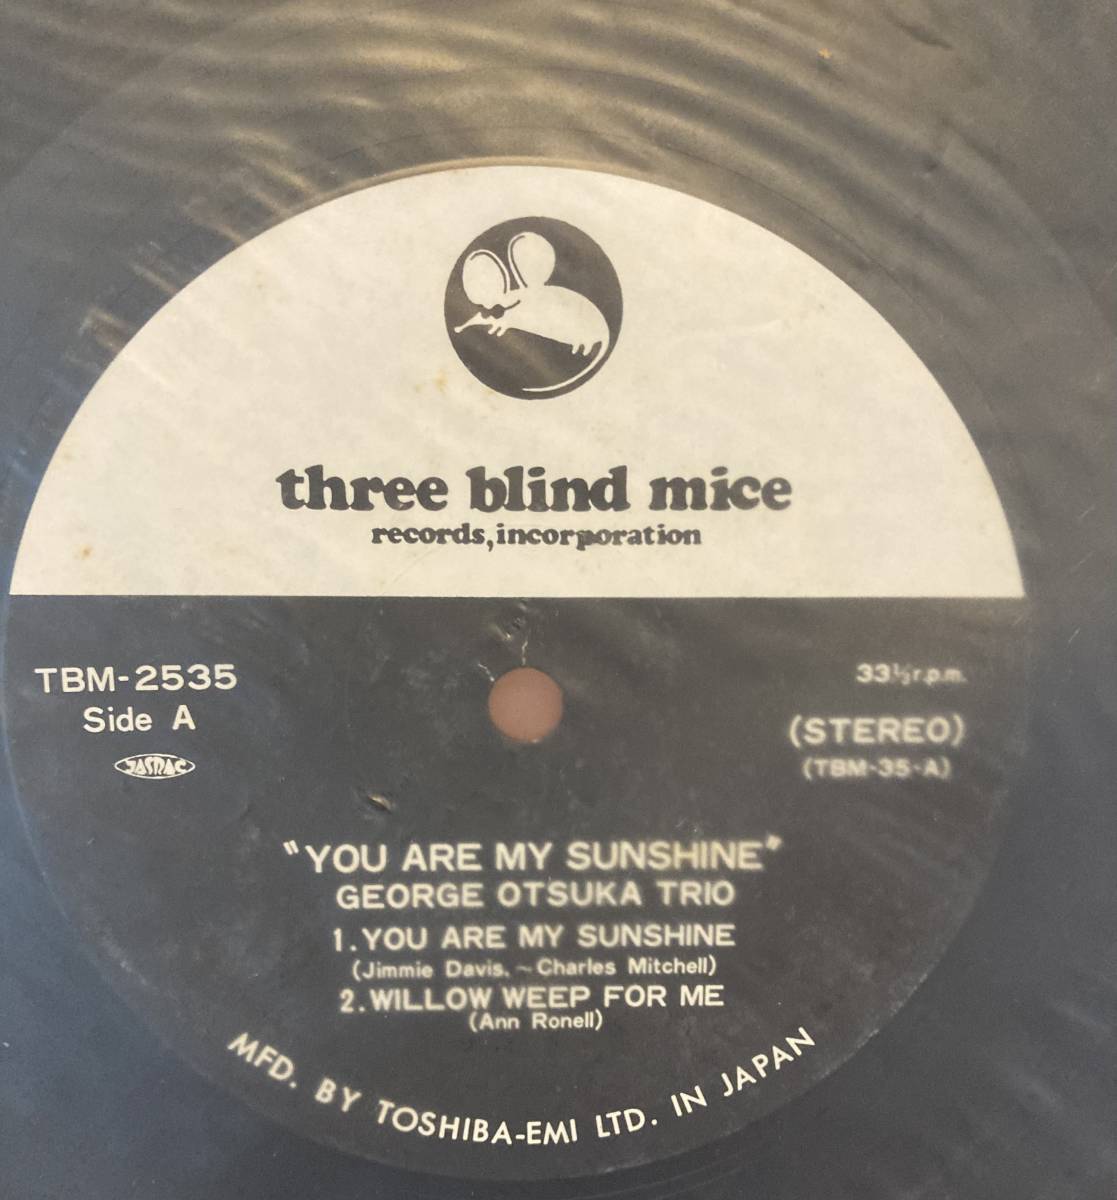 three blind mice
records, incorporation
TBM-2535
Side A
JASRAC
33⅓ r.p.m.
(STEREO)
(TBM-35-A)
"YOU ARE MY SUNSHINE"
GEORGE OTSUKA TRIO
1. YOU ARE MY SUNSHINE
(Jimmie Davis, ~ Charles Mitchell)
2. WILLOW WEEP FOR ME
(Ann Ronell)
MFD. BY TOSHIBA-EMI LTD. IN JAPAN